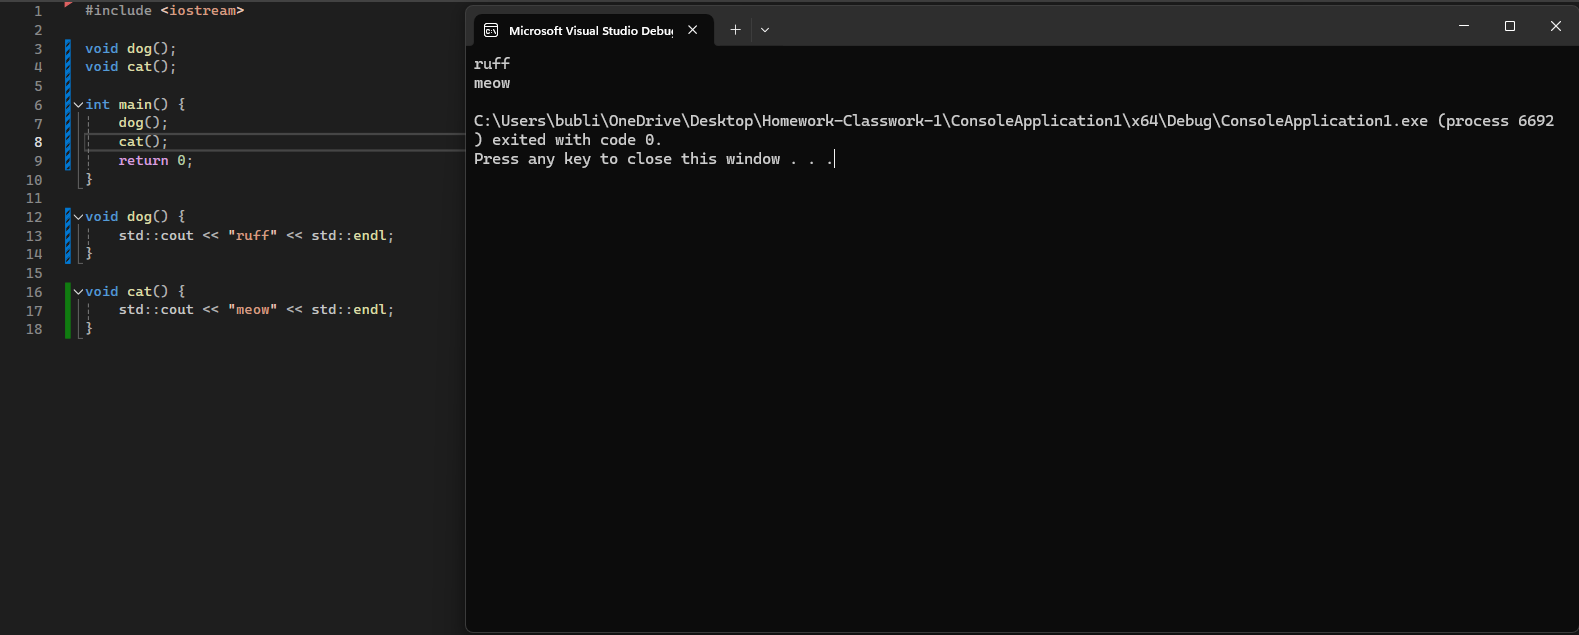 1 #include <iostream>
2
3 void dog();
4 void cat();
5
6 int main() {
7 dog();
8 cat();
9 return 0;
10 }
11
12 void dog() {
13 std::cout << "ruff" << std::endl;
14 }
15
16 void cat() {
17 std::cout << "meow" << std::endl;
18 }
Microsoft Visual Studio Debu
ruff
meow
C:\Users\bubli\OneDrive\Desktop\Homework-Classwork-1\ConsoleApplication1\x64\Debug\ConsoleApplication1.exe (process 6692
) exited with code 0.
Press any key to close this window . . .